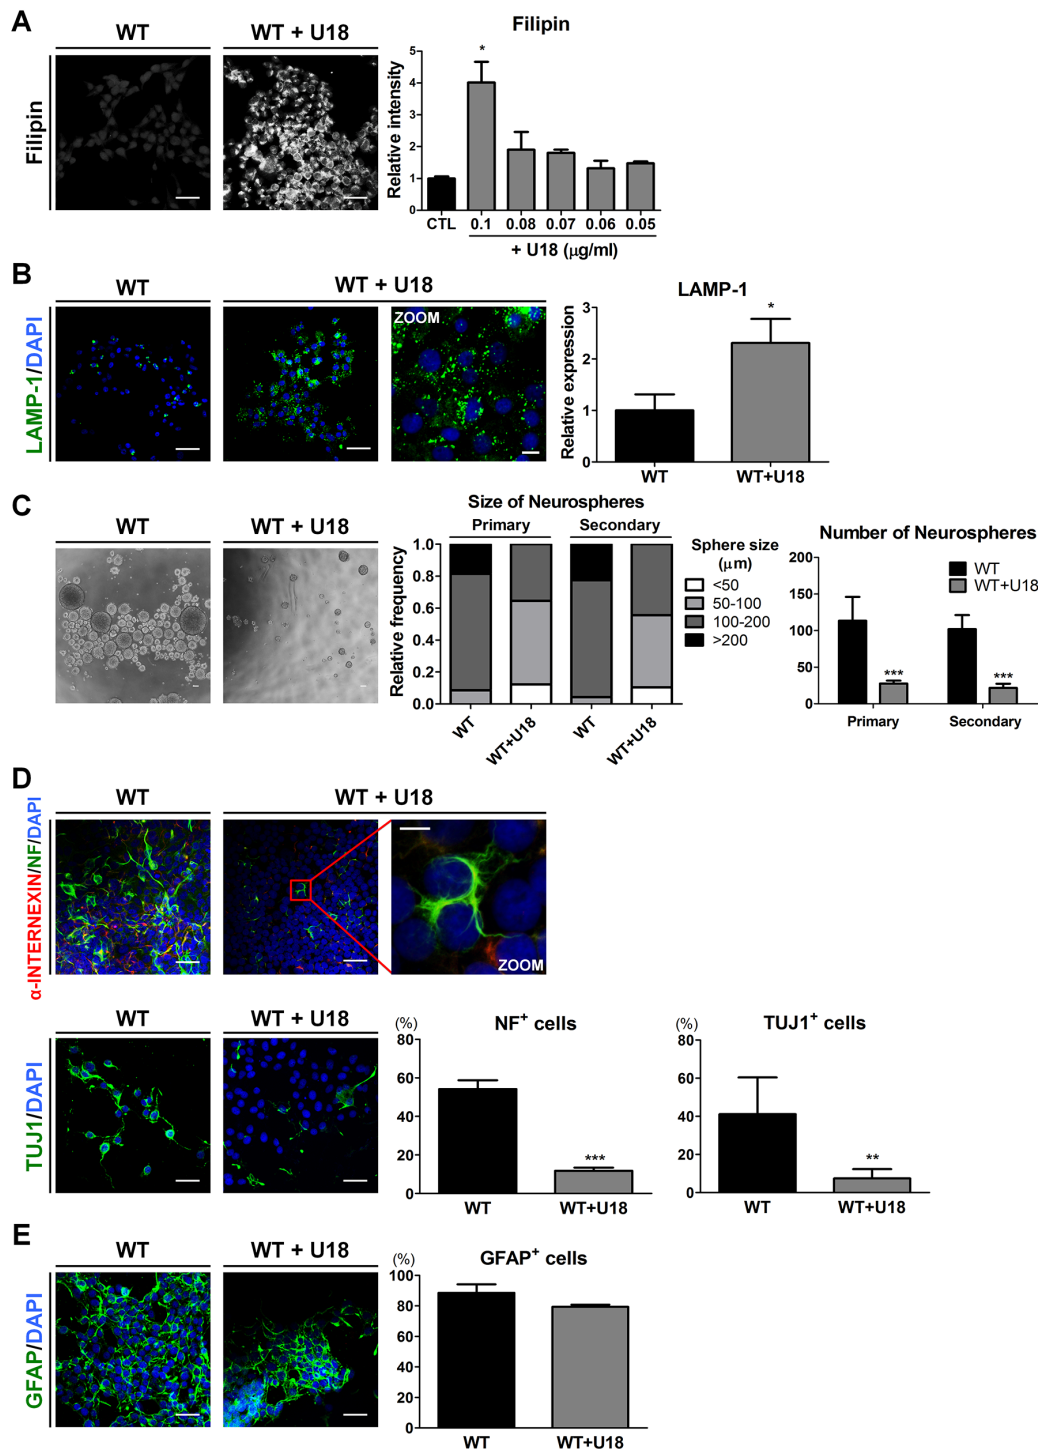 A
WT
WT + U18
Filipin
Filipin
Relative intensity
5
4
3
2
1
0
*
CTL
0.1
0.08
0.07
0.06
0.05
+ U18 (μg/ml)
B
WT
WT + U18
LAMP-1/DAPI
ZOOM
LAMP-1
Relative expression
3
2
1
0
*
WT
WT+U18
C
WT
WT + U18
Size of Neurospheres
Primary
Secondary
Relative frequency
1.0
0.8
0.6
0.4
0.2
0.0
WT
WT+U18
WT
WT+U18
Sphere size
(μm)
<50
50-100
100-200
>200
Number of Neurospheres
WT
WT+U18
200
150
100
50
0
***
***
Primary
Secondary
D
WT
WT + U18
α-INTERNEXIN/NF/DAPI
ZOOM
WT
WT + U18
TUJ1/DAPI
(%)
NF+ cells
80
60
40
20
0
***
WT
WT+U18
(%)
TUJ1+ cells
80
60
40
20
0
**
WT
WT+U18
E
WT
WT + U18
GFAP/DAPI
(%)
GFAP+ cells
100
80
60
40
20
0
WT
WT+U18